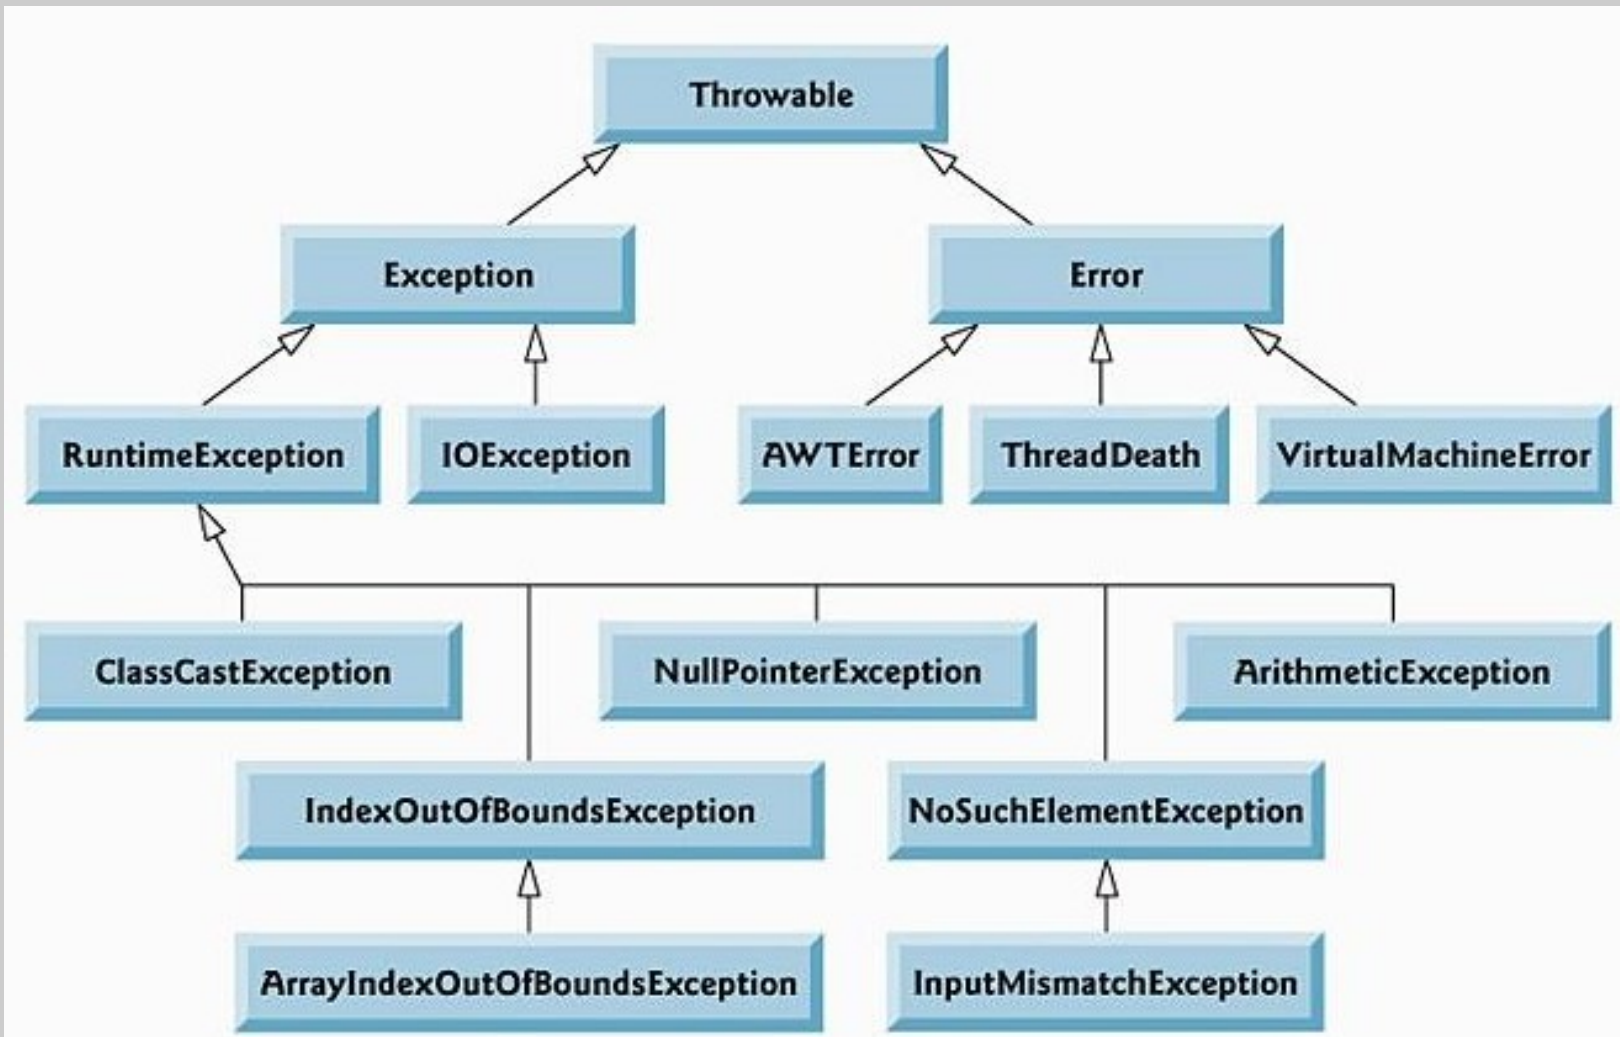 Throwable
Exception
Error
RuntimeException
IOException
AWTError
ThreadDeath
VirtualMachineError
ClassCastException
NullPointerException
ArithmeticException
IndexOutOfBoundsException
NoSuchElementException
ArrayIndexOutOfBoundsException
InputMismatchException